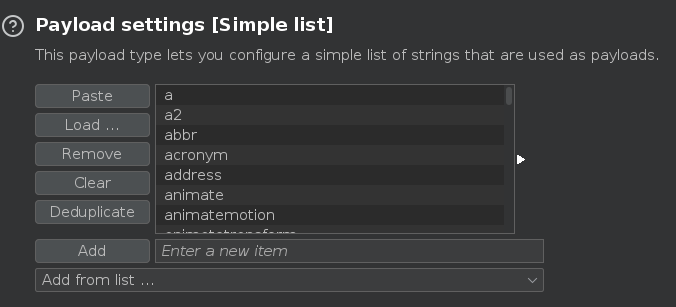 Payload settings [Simple list]
This payload type lets you configure a simple list of strings that are used as payloads.
Paste
Load ...
Remove
Clear
Deduplicate
a
a2
abbr
acronym
address
animate
animatemotion
animatetransform
Add
Enter a new item
Add from list ...